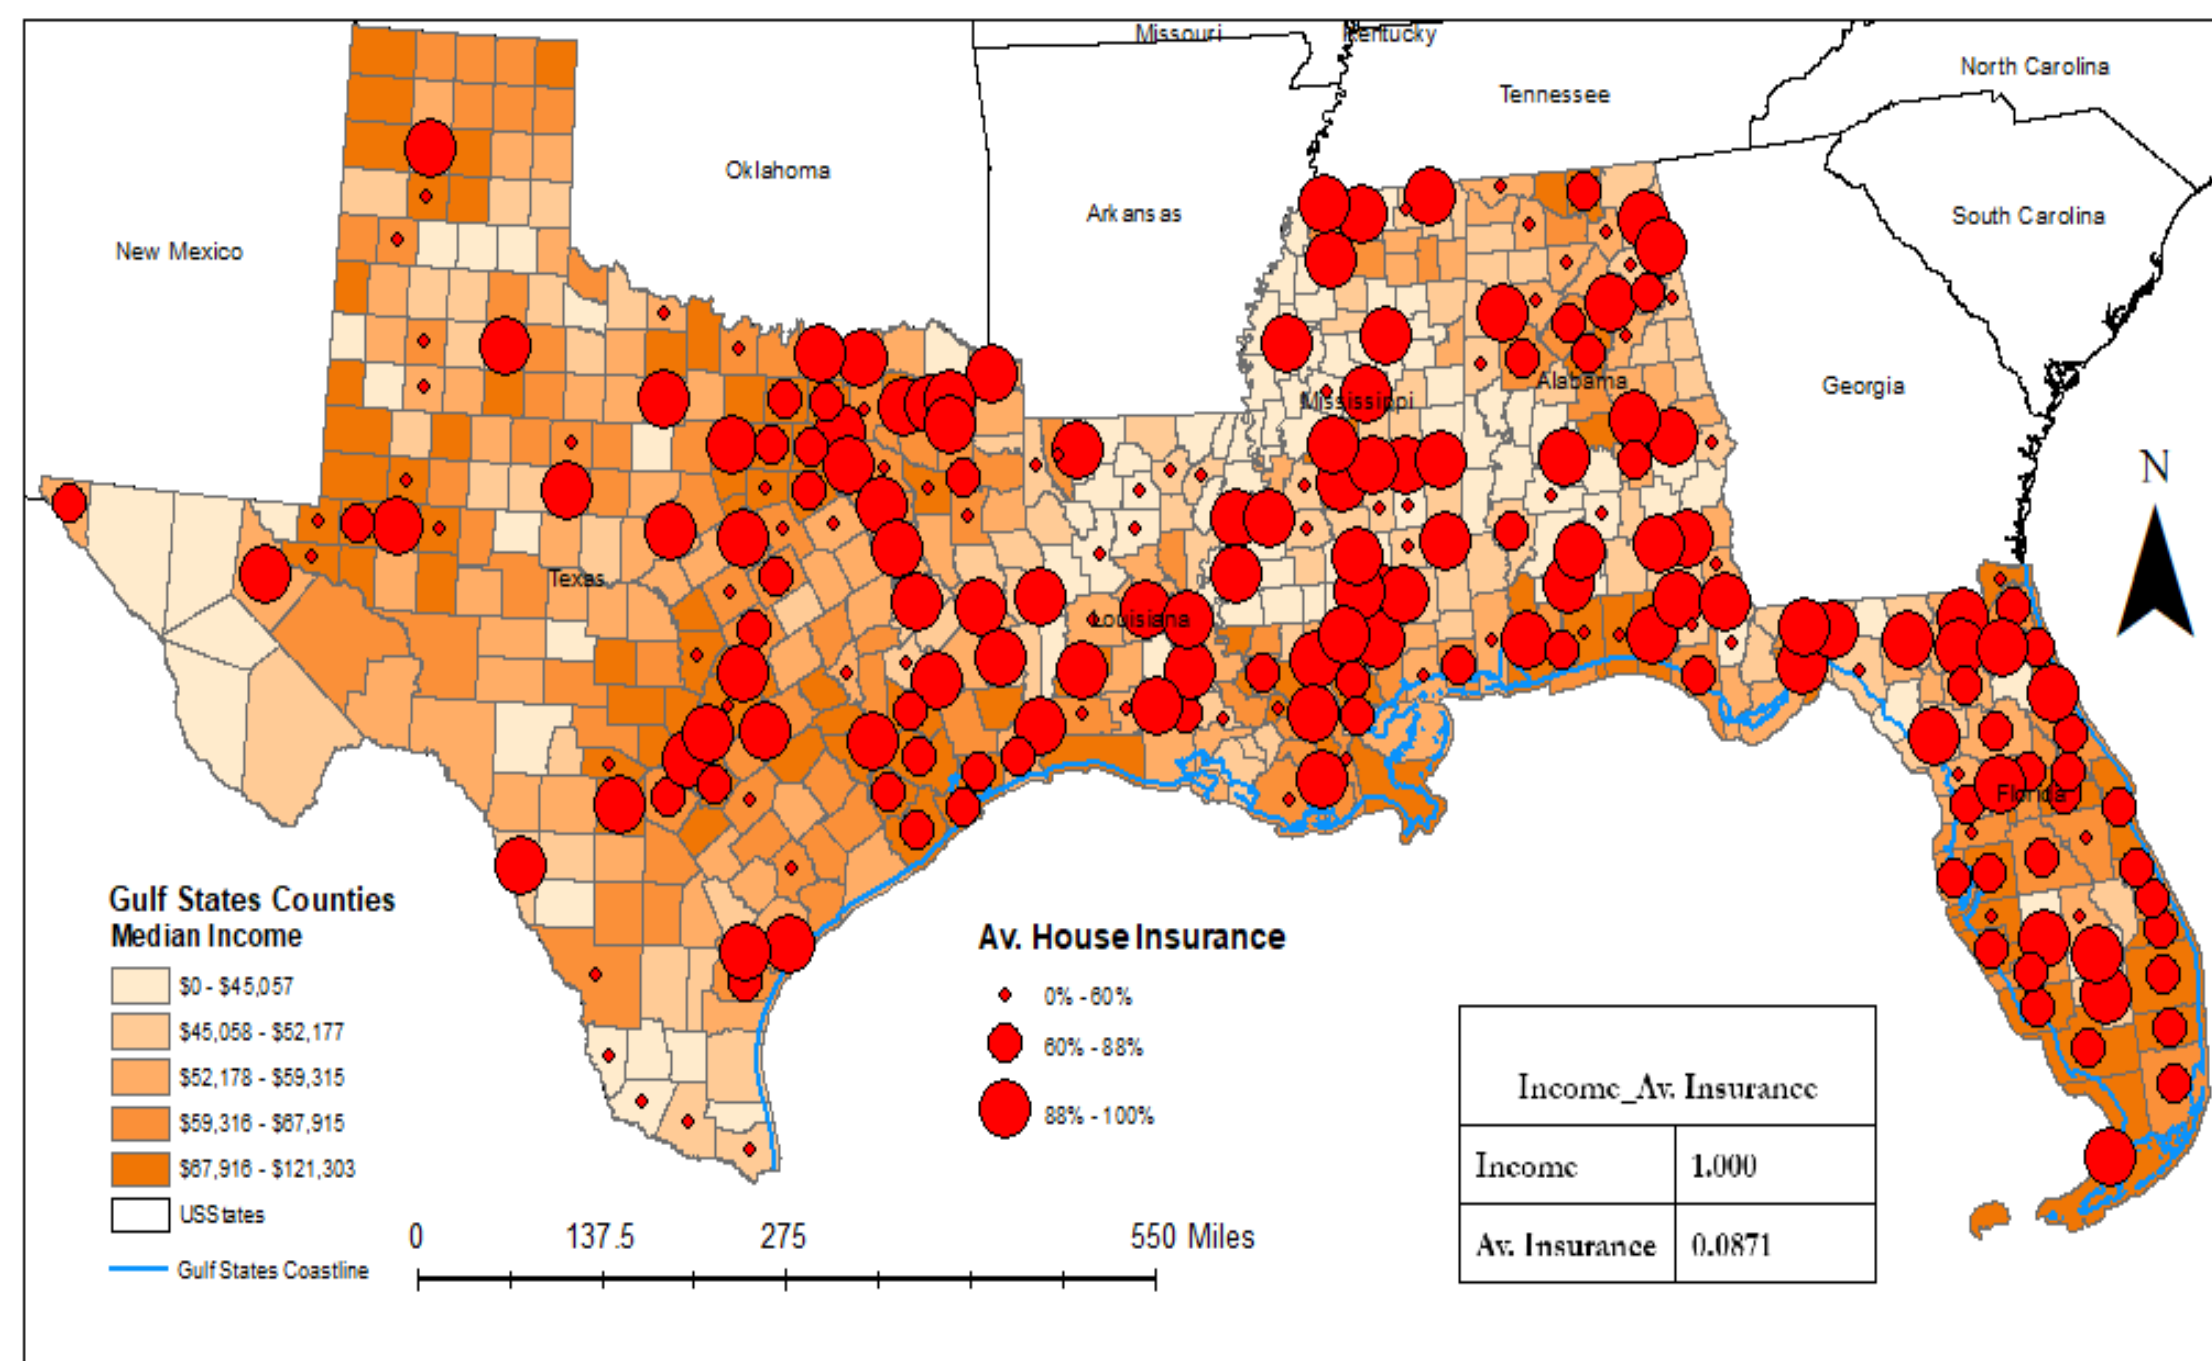 Missouri
Kentucky
Tennessee
North Carolina
Oklahoma
Arkansas
South Carolina
New Mexico
Georgia
Alabama
Mississippi
N
Texas
Louisiana
Florida
Gulf States Counties
Median Income
$0 - $45,057
$45,058 - $52,177
$52,178 - $59,315
$59,316 - $67,915
$67,916 - $121,303
US States
Gulf States Coastline
Av. House Insurance
0% - 60%
60% - 88%
88% - 100%
0 137.5 275 550 Miles
Income_Av. Insurance
Income 1.000
Av. Insurance 0.0871